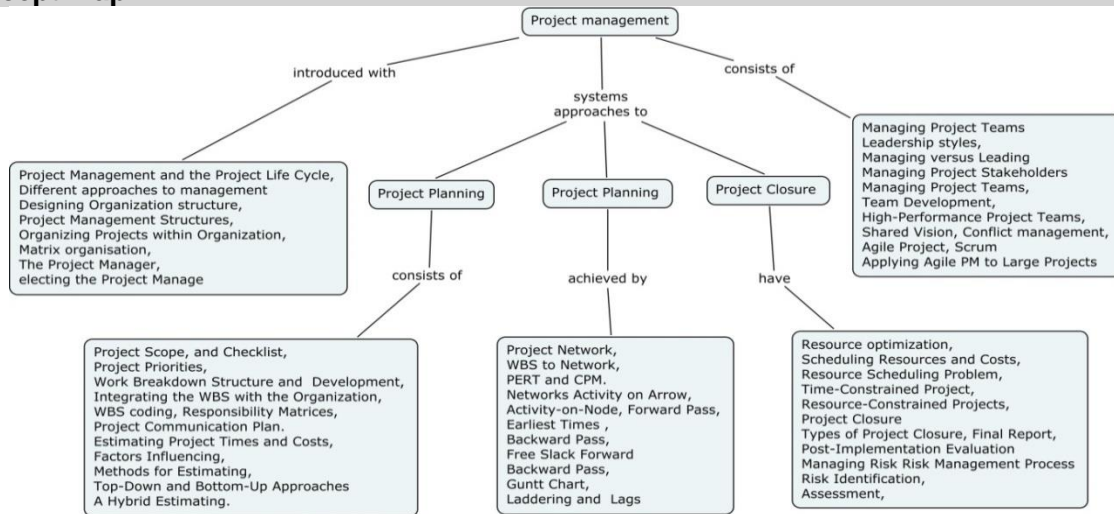 Project management
introduced with
systems
approaches to
consists of
Project Management and the Project Life Cycle,
Different approaches to management
Designing Organization structure,
Project Management Structures,
Organizing Projects within Organization,
Matrix organisation,
The Project Manager,
electing the Project Manage
Project Planning
Project Planning
Project Closure
Managing Project Teams
Leadership styles,
Managing versus Leading
Managing Project Stakeholders
Managing Project Teams,
Team Development,
High-Performance Project Teams,
Shared Vision, Conflict management,
Agile Project, Scrum
Applying Agile PM to Large Projects
consists of
achieved by
have
Project Scope, and Checklist,
Project Priorities,
Work Breakdown Structure and Development,
Integrating the WBS with the Organization,
WBS coding, Responsibility Matrices,
Project Communication Plan.
Estimating Project Times and Costs,
Factors Influencing,
Methods for Estimating,
Top-Down and Bottom-Up Approaches
A Hybrid Estimating.
Project Network,
WBS to Network,
PERT and CPM.
Networks Activity on Arrow,
Activity-on-Node, Forward Pass,
Earliest Times ,
Backward Pass,
Free Slack Forward
Backward Pass,
Guntt Chart,
Laddering and Lags
Resource optimization,
Scheduling Resources and Costs,
Resource Scheduling Problem,
Time-Constrained Project,
Resource-Constrained Projects,
Project Closure
Types of Project Closure, Final Report,
Post-Implementation Evaluation
Managing Risk Risk Management Process
Risk Identification,
Assessment,